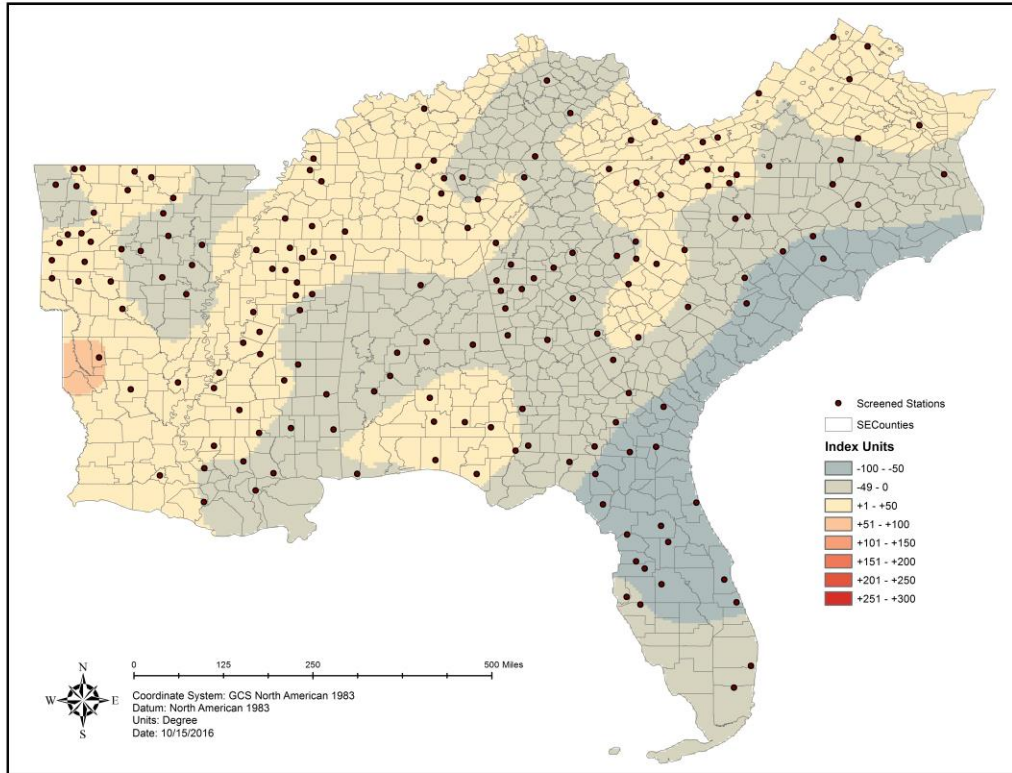 Screened Stations
SECounties
Index Units
-100 - -50
-49 - 0
+1 - +50
+51 - +100
+101 - +150
+151 - +200
+201 - +250
+251 - +300
0 125 250 500 Miles
N
W E
S
Coordinate System: GCS North American 1983
Datum: North American 1983
Units: Degree
Date: 10/15/2016